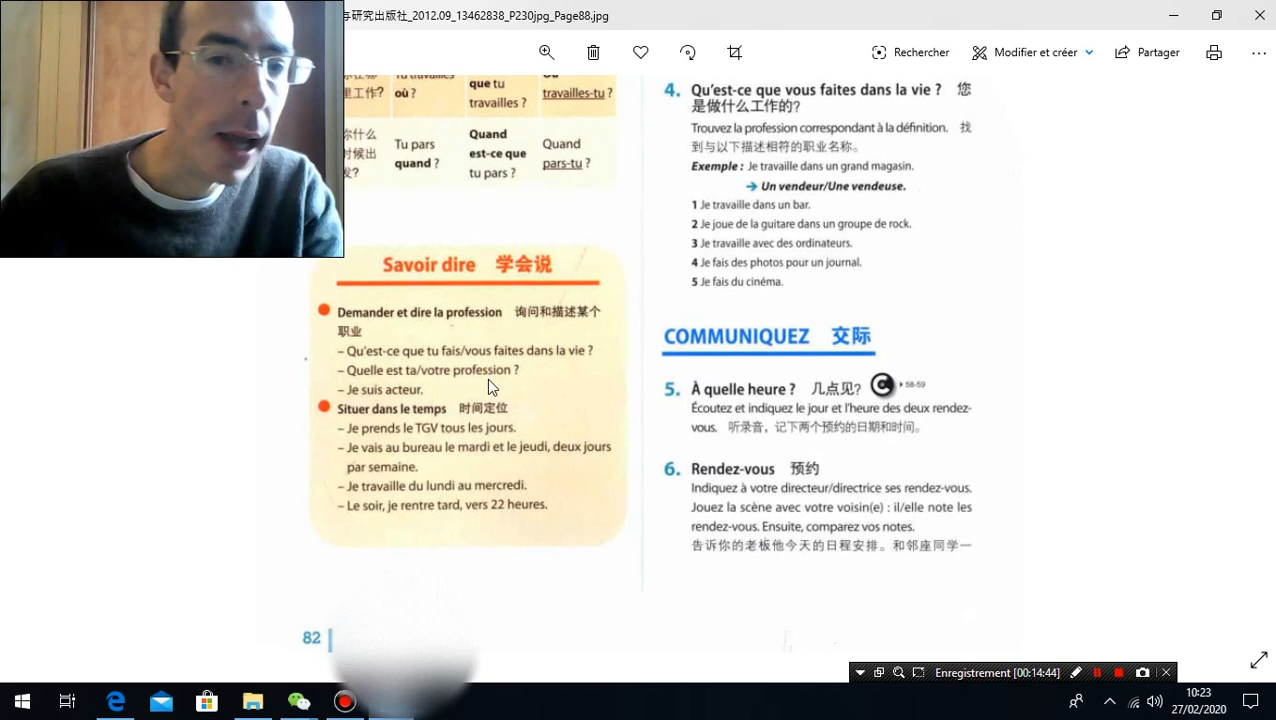 与研究出版社_2012.09_13462838_P230jpg_Page88.jpg
Rechercher
Modifier et créer
Partager
里工作?
où ?
que tu
travailles ?
travailles-tu ?
你什么
时候出
发?
Tu pars
quand ?
Quand
est-ce que
tu pars ?
Quand
pars-tu ?
Savoir dire 学会说
Demander et dire la profession 询问和描述某个
职业
– Qu'est-ce que tu fais/vous faites dans la vie ?
– Quelle est ta/votre profession ?
– Je suis acteur.
Situer dans le temps 时间定位
– Je prends le TGV tous les jours.
– Je vais au bureau le mardi et le jeudi, deux jours
par semaine.
– Je travaille du lundi au mercredi.
– Le soir, je rentre tard, vers 22 heures.
82
4. Qu'est-ce que vous faites dans la vie ? 您
是做什么工作的?
Trouvez la profession correspondant à la définition. 找
到与以下描述相符的职业名称。
Exemple : Je travaille dans un grand magasin.
➔ Un vendeur/Une vendeuse.
1 Je travaille dans un bar.
2 Je joue de la guitare dans un groupe de rock.
3 Je travaille avec des ordinateurs.
4 Je fais des photos pour un journal.
5 Je fais du cinéma.
COMMUNIQUEZ 交际
5. À quelle heure ? 几点见? 58-59
Écoutez et indiquez le jour et l'heure des deux rendez-
vous. 听录音，记下两个预约的日期和时间。
6. Rendez-vous 预约
Indiquez à votre directeur/directrice ses rendez-vous.
Jouez la scène avec votre voisin(e) : il/elle note les
rendez-vous. Ensuite, comparez vos notes.
告诉你的老板他今天的日程安排。和邻座同学一
Enregistrement [00:14:44]
10:23
27/02/2020